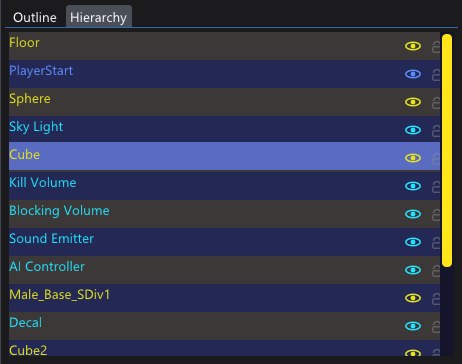 Outline Hierarchy
Floor
PlayerStart
Sphere
Sky Light
Cube
Kill Volume
Blocking Volume
Sound Emitter
AI Controller
Male_Base_SDiv1
Decal
Cube2